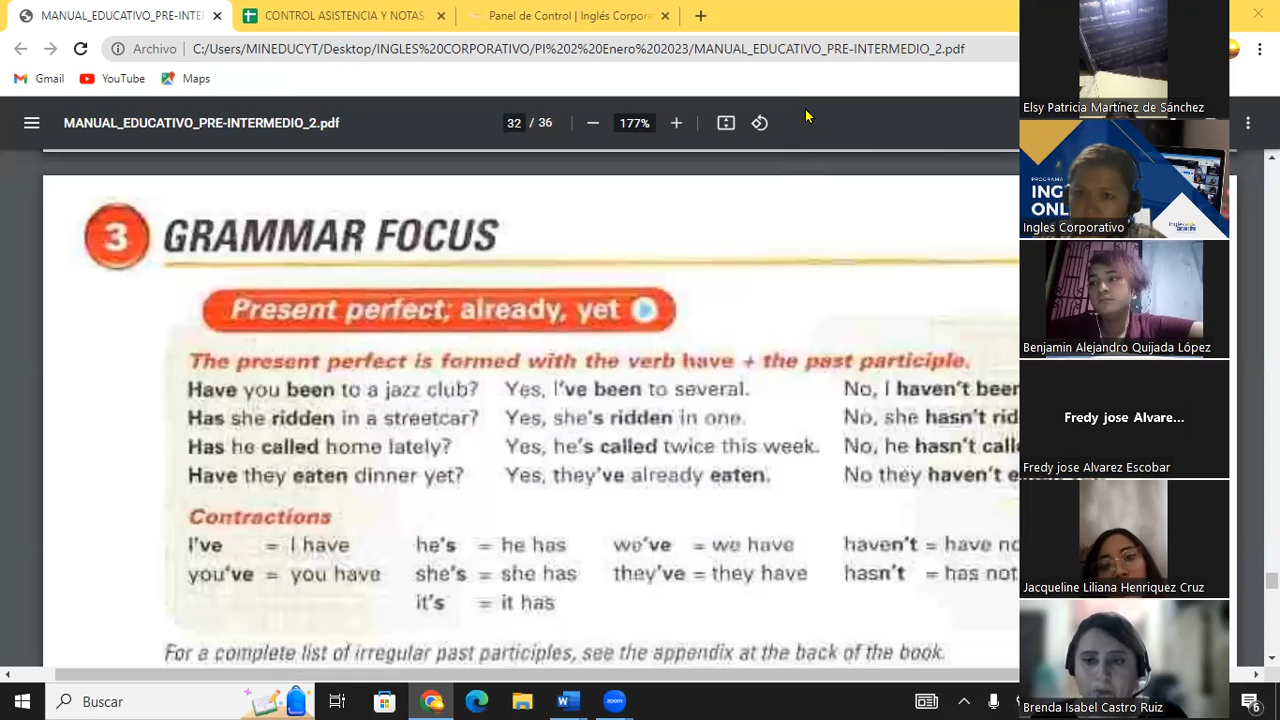 MANUAL_EDUCATIVO_PRE-INTERMEDIO_2.pdf
CONTROL ASISTENCIA Y NOTAS
Panel de Control | Inglés Corpora
Archivo
C:/Users/MINEDUCYT/Desktop/INGLES%20CORPORATIVO/PI%202%20Enero%202023/MANUAL_EDUCATIVO_PRE-INTERMEDIO_2.pdf
Gmail
YouTube
Maps
MANUAL_EDUCATIVO_PRE-INTERMEDIO_2.pdf
32 / 36
177%
3 GRAMMAR FOCUS
Present perfect; already, yet
The present perfect is formed with the verb have + the past participle.
Have you been to a jazz club? Yes, I've been to several. No, I haven't been
Has she ridden in a streetcar? Yes, she's ridden in one. No, she hasn't rid
Has he called home lately? Yes, he's called twice this week. No, he hasn't call
Have they eaten dinner yet? Yes, they've already eaten. No they haven't e
Contractions
I've = I have he's = he has we've = we have haven't = have no
you've = you have she's = she has they've = they have hasn't = has not
it's = it has
For a complete list of irregular past participles, see the appendix at the back of the book.
Elsy Patricia Martínez de Sánchez
PROGRAMA
ING
ONL
Ingles Corporativo
Benjamin Alejandro Quijada López
Fredy jose Alvare...
Fredy jose Alvarez Escobar
Jacqueline Liliana Henriquez Cruz
Brenda Isabel Castro Ruiz
Buscar
6